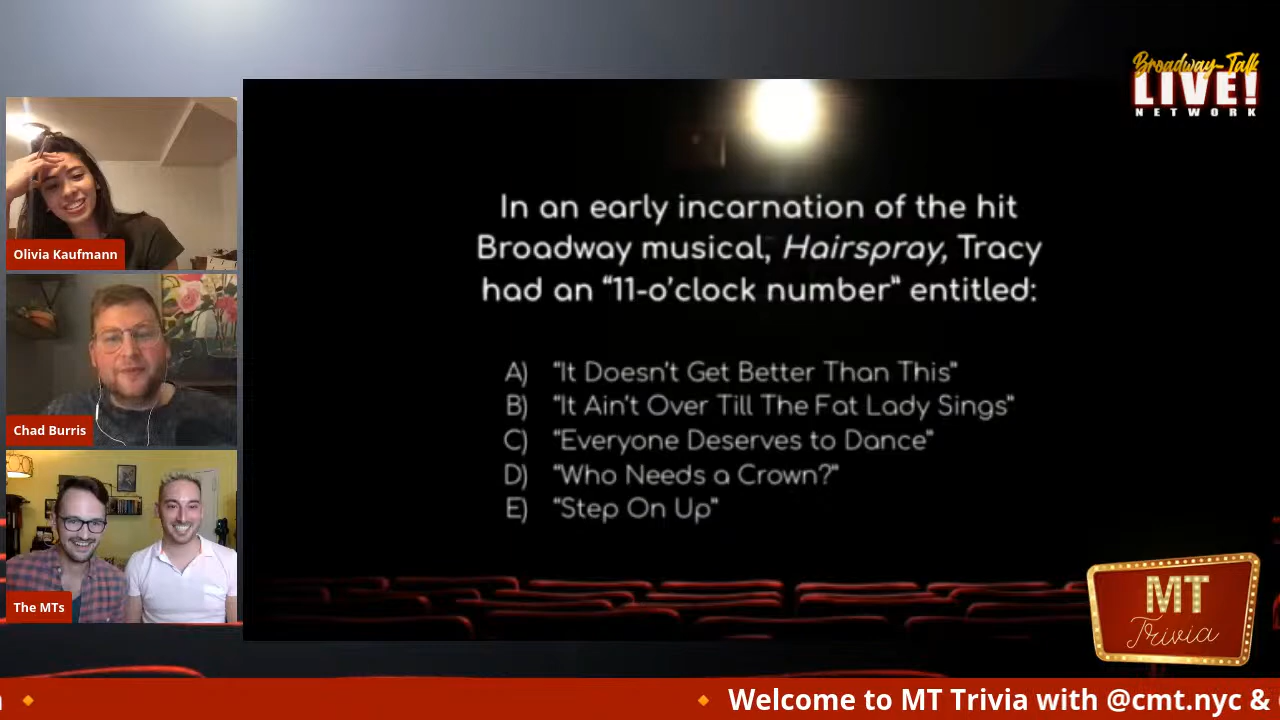 Broadway-Talk
LIVE!
NETWORK
In an early incarnation of the hit
Broadway musical, Hairspray, Tracy
had an “11-o’clock number” entitled:
A) “It Doesn’t Get Better Than This”
B) “It Ain’t Over Till The Fat Lady Sings”
C) “Everyone Deserves to Dance”
D) “Who Needs a Crown?”
E) “Step On Up”
Olivia Kaufmann
Chad Burris
The MTs
MT
Trivia
Welcome to MT Trivia with @cmt.nyc &